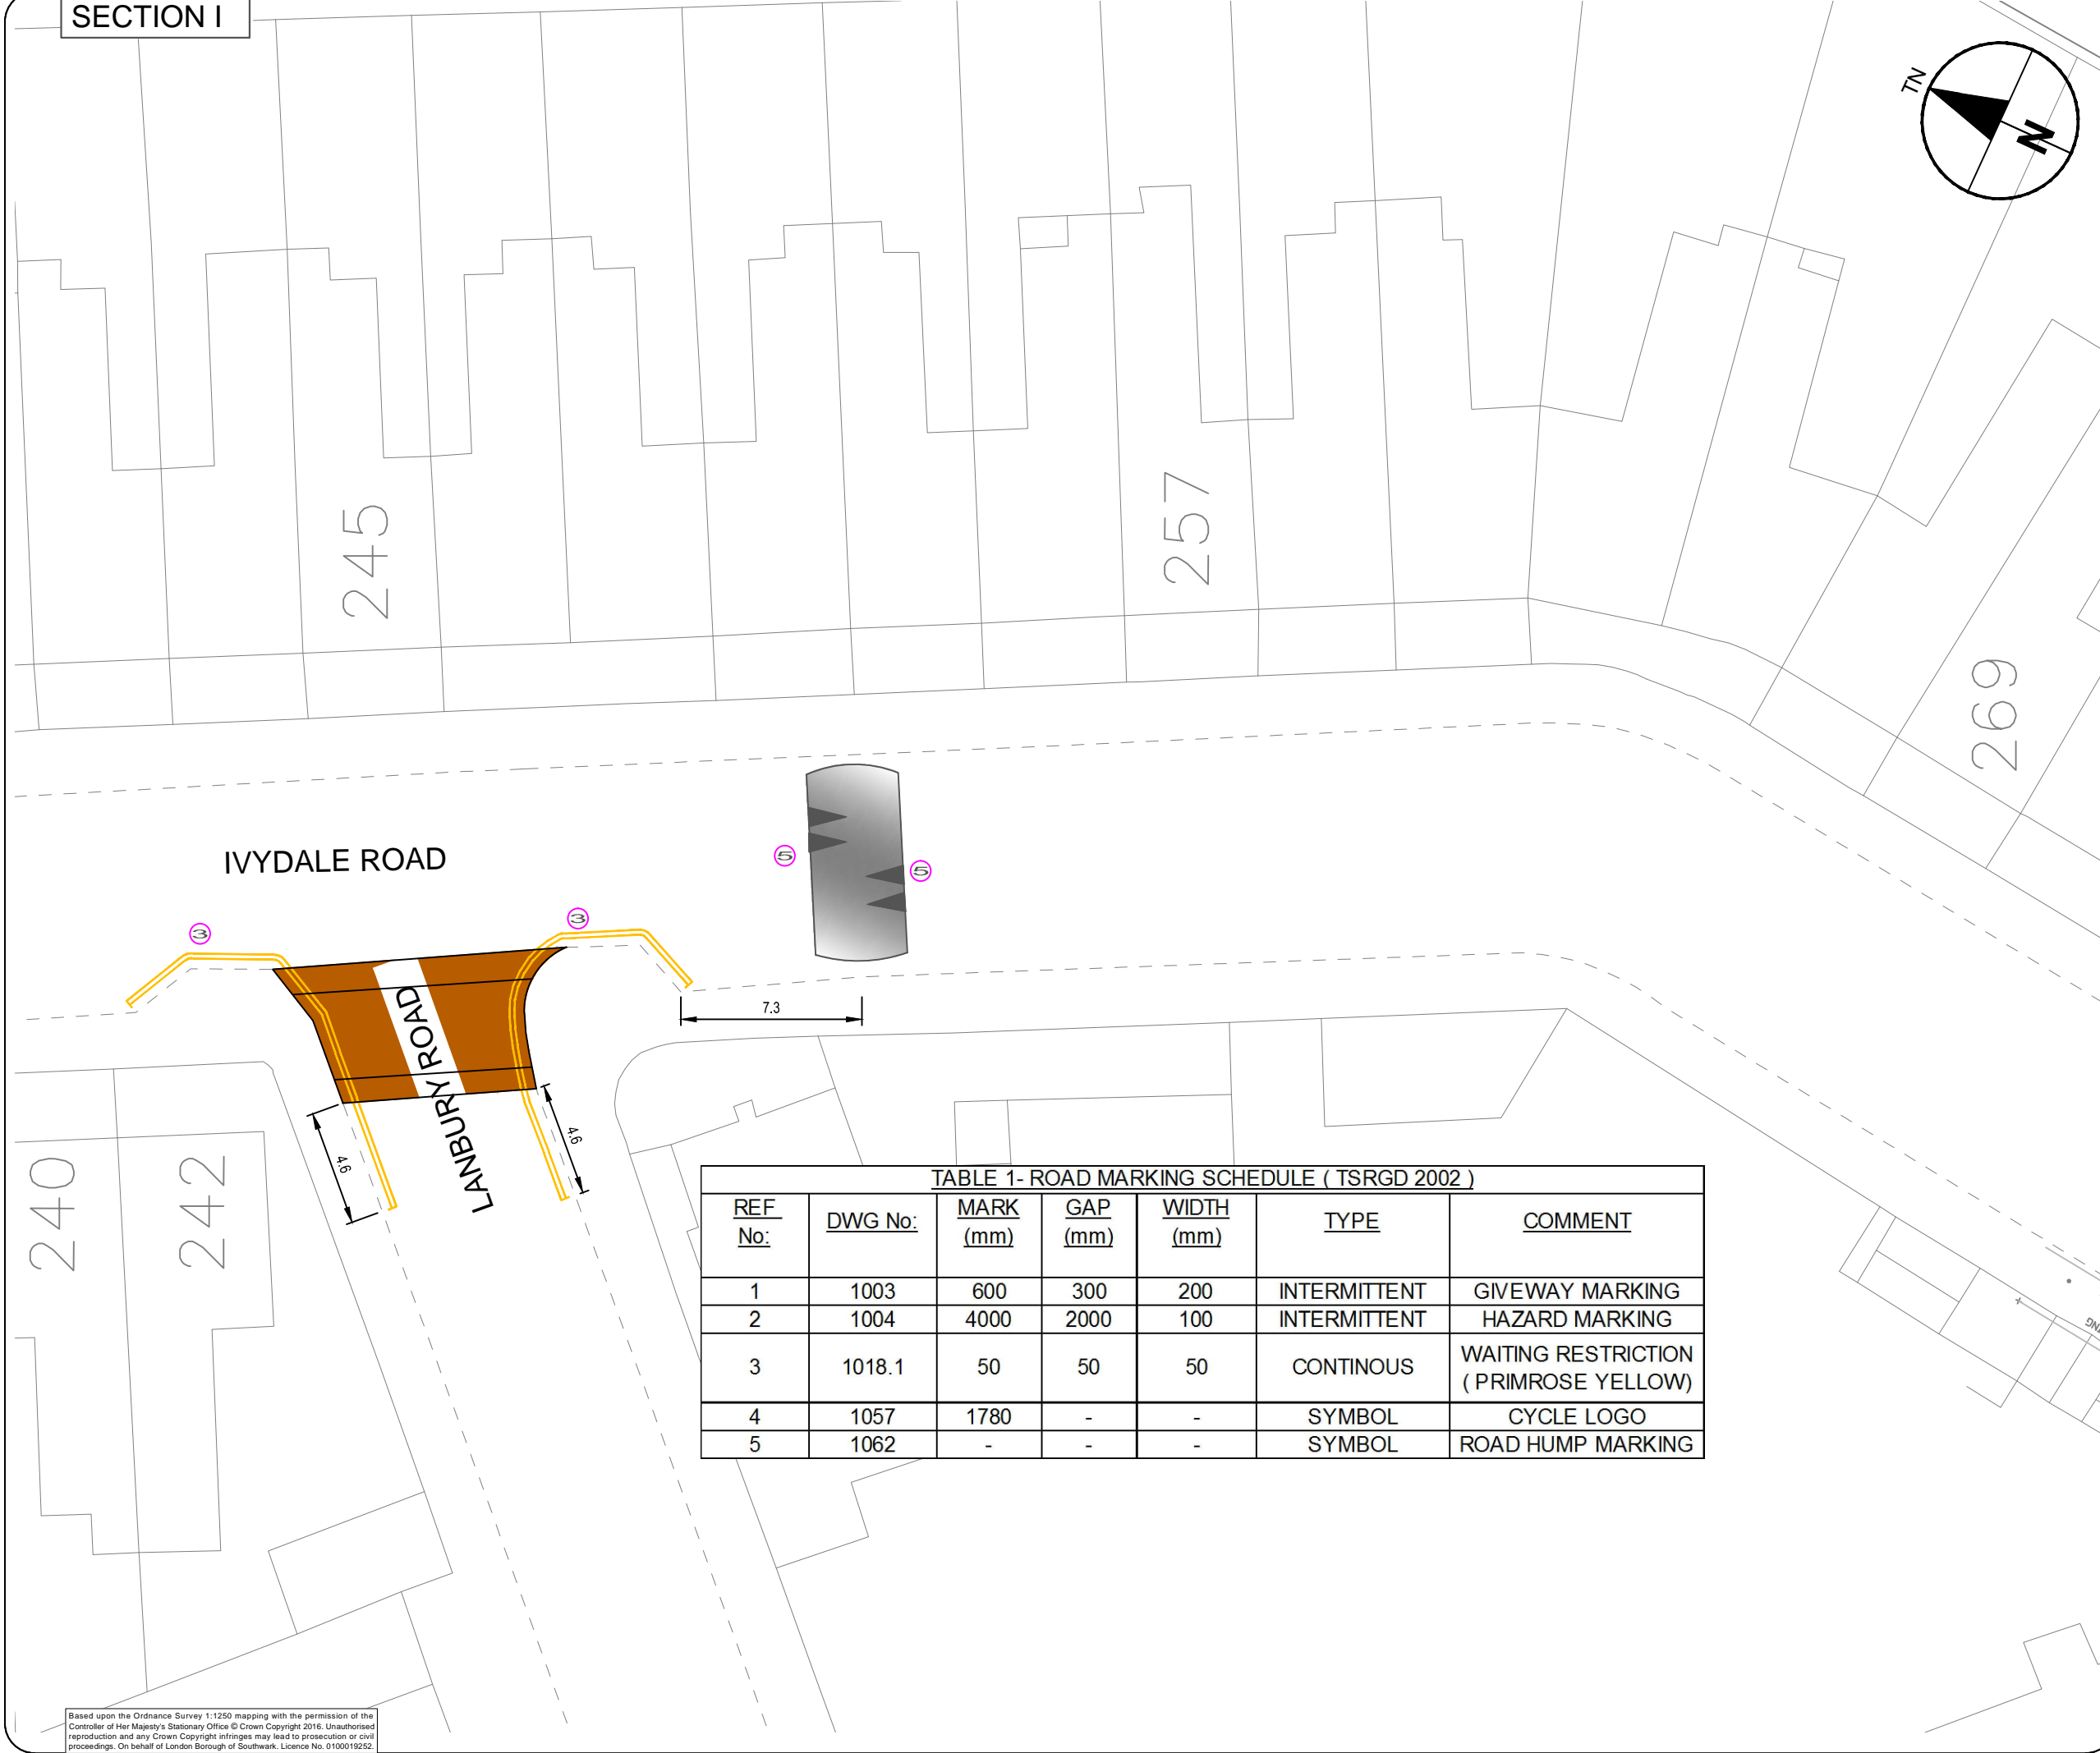 SECTION I
TN
N
245
257
269
IVYDALE ROAD
5
5
3
3
7.3
LANBURY ROAD
4.6
4.6
240
242
TABLE 1- ROAD MARKING SCHEDULE ( TSRGD 2002 )
REF No: DWG No: MARK (mm) GAP (mm) WIDTH (mm) TYPE COMMENT
1 1003 600 300 200 INTERMITTENT GIVEWAY MARKING
2 1004 4000 2000 100 INTERMITTENT HAZARD MARKING
3 1018.1 50 50 50 CONTINOUS WAITING RESTRICTION ( PRIMROSE YELLOW)
4 1057 1780 - - SYMBOL CYCLE LOGO
5 1062 - - - SYMBOL ROAD HUMP MARKING
Based upon the Ordnance Survey 1:1250 mapping with the permission of the
Controller of Her Majesty's Stationary Office © Crown Copyright 2016. Unauthorised
reproduction and any Crown Copyright infringes may lead to prosecution or civil
proceedings. On behalf of London Borough of Southwark. Licence No. 0100019252.